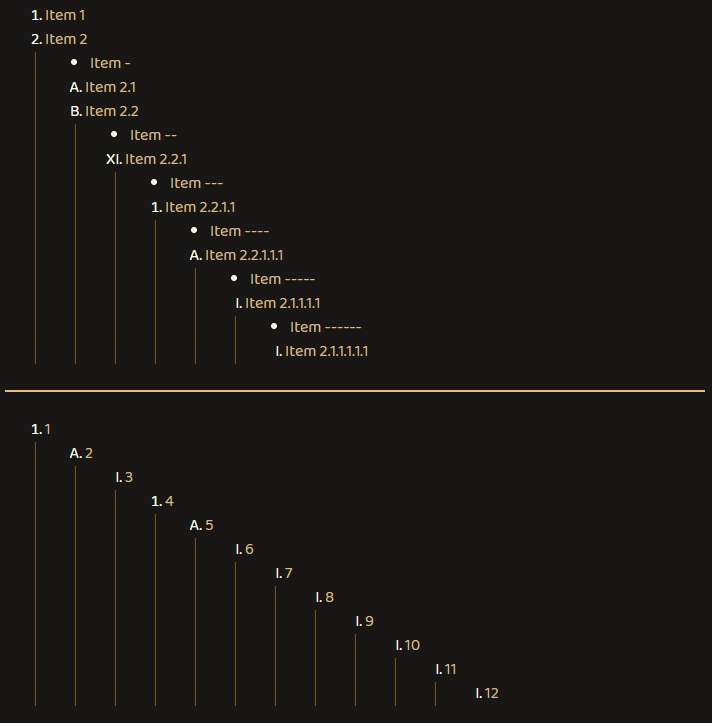 1. Item 1
2. Item 2
• Item -
A. Item 2.1
B. Item 2.2
• Item --
XI. Item 2.2.1
• Item ---
1. Item 2.2.1.1
• Item ----
A. Item 2.2.1.1.1
• Item -----
I. Item 2.1.1.1.1
• Item ------
I. Item 2.1.1.1.1.1
1. 1
A. 2
I. 3
1. 4
A. 5
I. 6
I. 7
I. 8
I. 9
I. 10
I. 11
I. 12